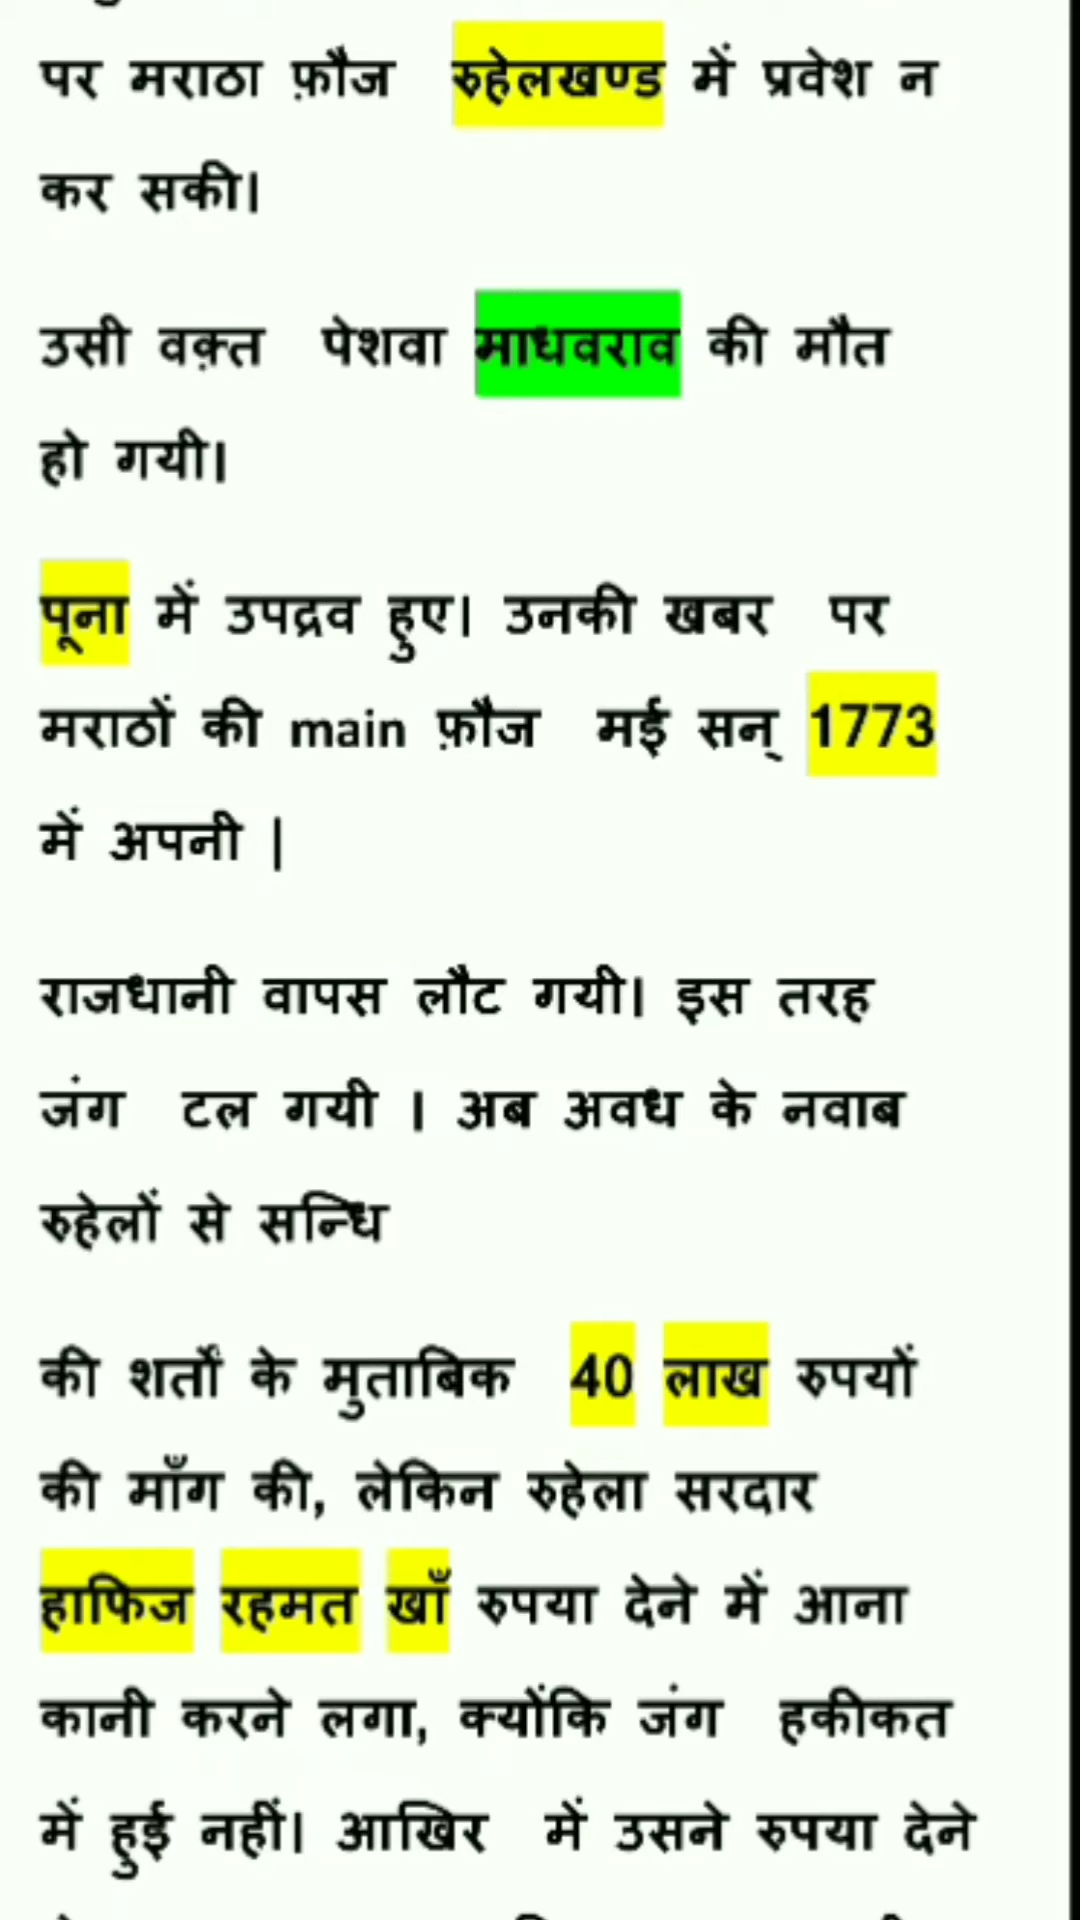 पर मराठा फ़ौज रुहेलखण्ड में प्रवेश न
कर सकी।
उसी वक़्त पेशवा माधवराव की मौत
हो गयी।
पूना में उपद्रव हुए। उनकी खबर पर
मराठों की main फ़ौज मई सन् 1773
में अपनी |
राजधानी वापस लौट गयी। इस तरह
जंग टल गयी । अब अवध के नवाब
रुहेलों से सन्धि
की शर्तों के मुताबिक 40 लाख रुपयों
की माँग की, लेकिन रुहेला सरदार
हाफिज रहमत खाँ रुपया देने में आना
कानी करने लगा, क्योंकि जंग हकीकत
में हुई नहीं। आखिर में उसने रुपया देने